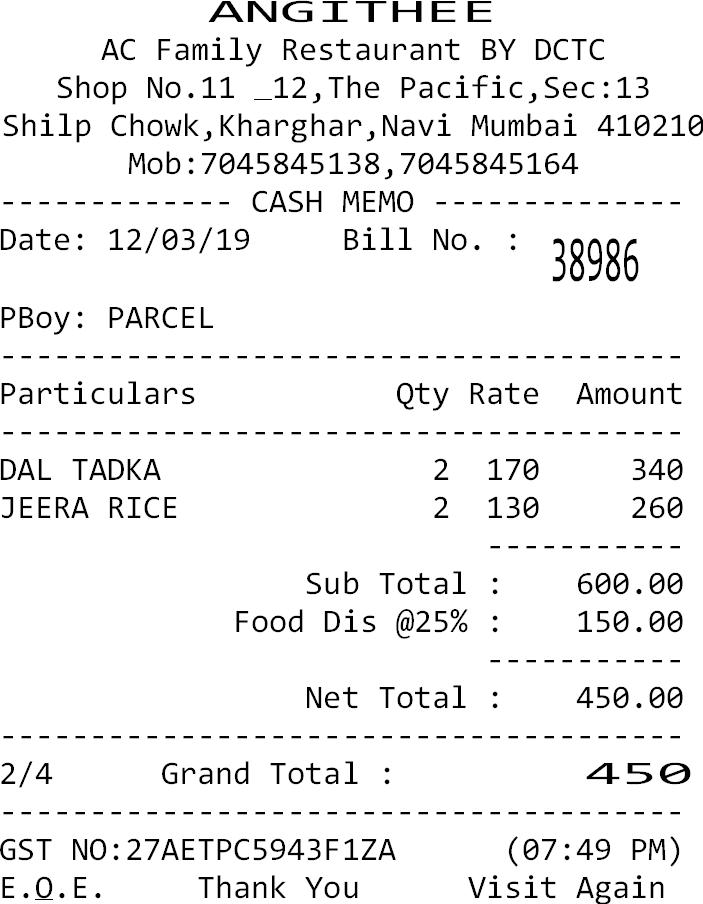 ANGITHEE
AC Family Restaurant BY DCTC
Shop No.11 _12,The Pacific,Sec:13
Shilp Chowk,Kharghar,Navi Mumbai 410210
Mob:7045845138,7045845164
------------- CASH MEMO --------------
Date: 12/03/19 Bill No. : 38986
PBoy: PARCEL
--------------------------------------
Particulars Qty Rate Amount
--------------------------------------
DAL TADKA 2 170 340
JEERA RICE 2 130 260
-----------
Sub Total : 600.00
Food Dis @25% : 150.00
-----------
Net Total : 450.00
--------------------------------------
2/4 Grand Total : 450
--------------------------------------
GST NO:27AETPC5943F1ZA (07:49 PM)
E.O.E. Thank You Visit Again